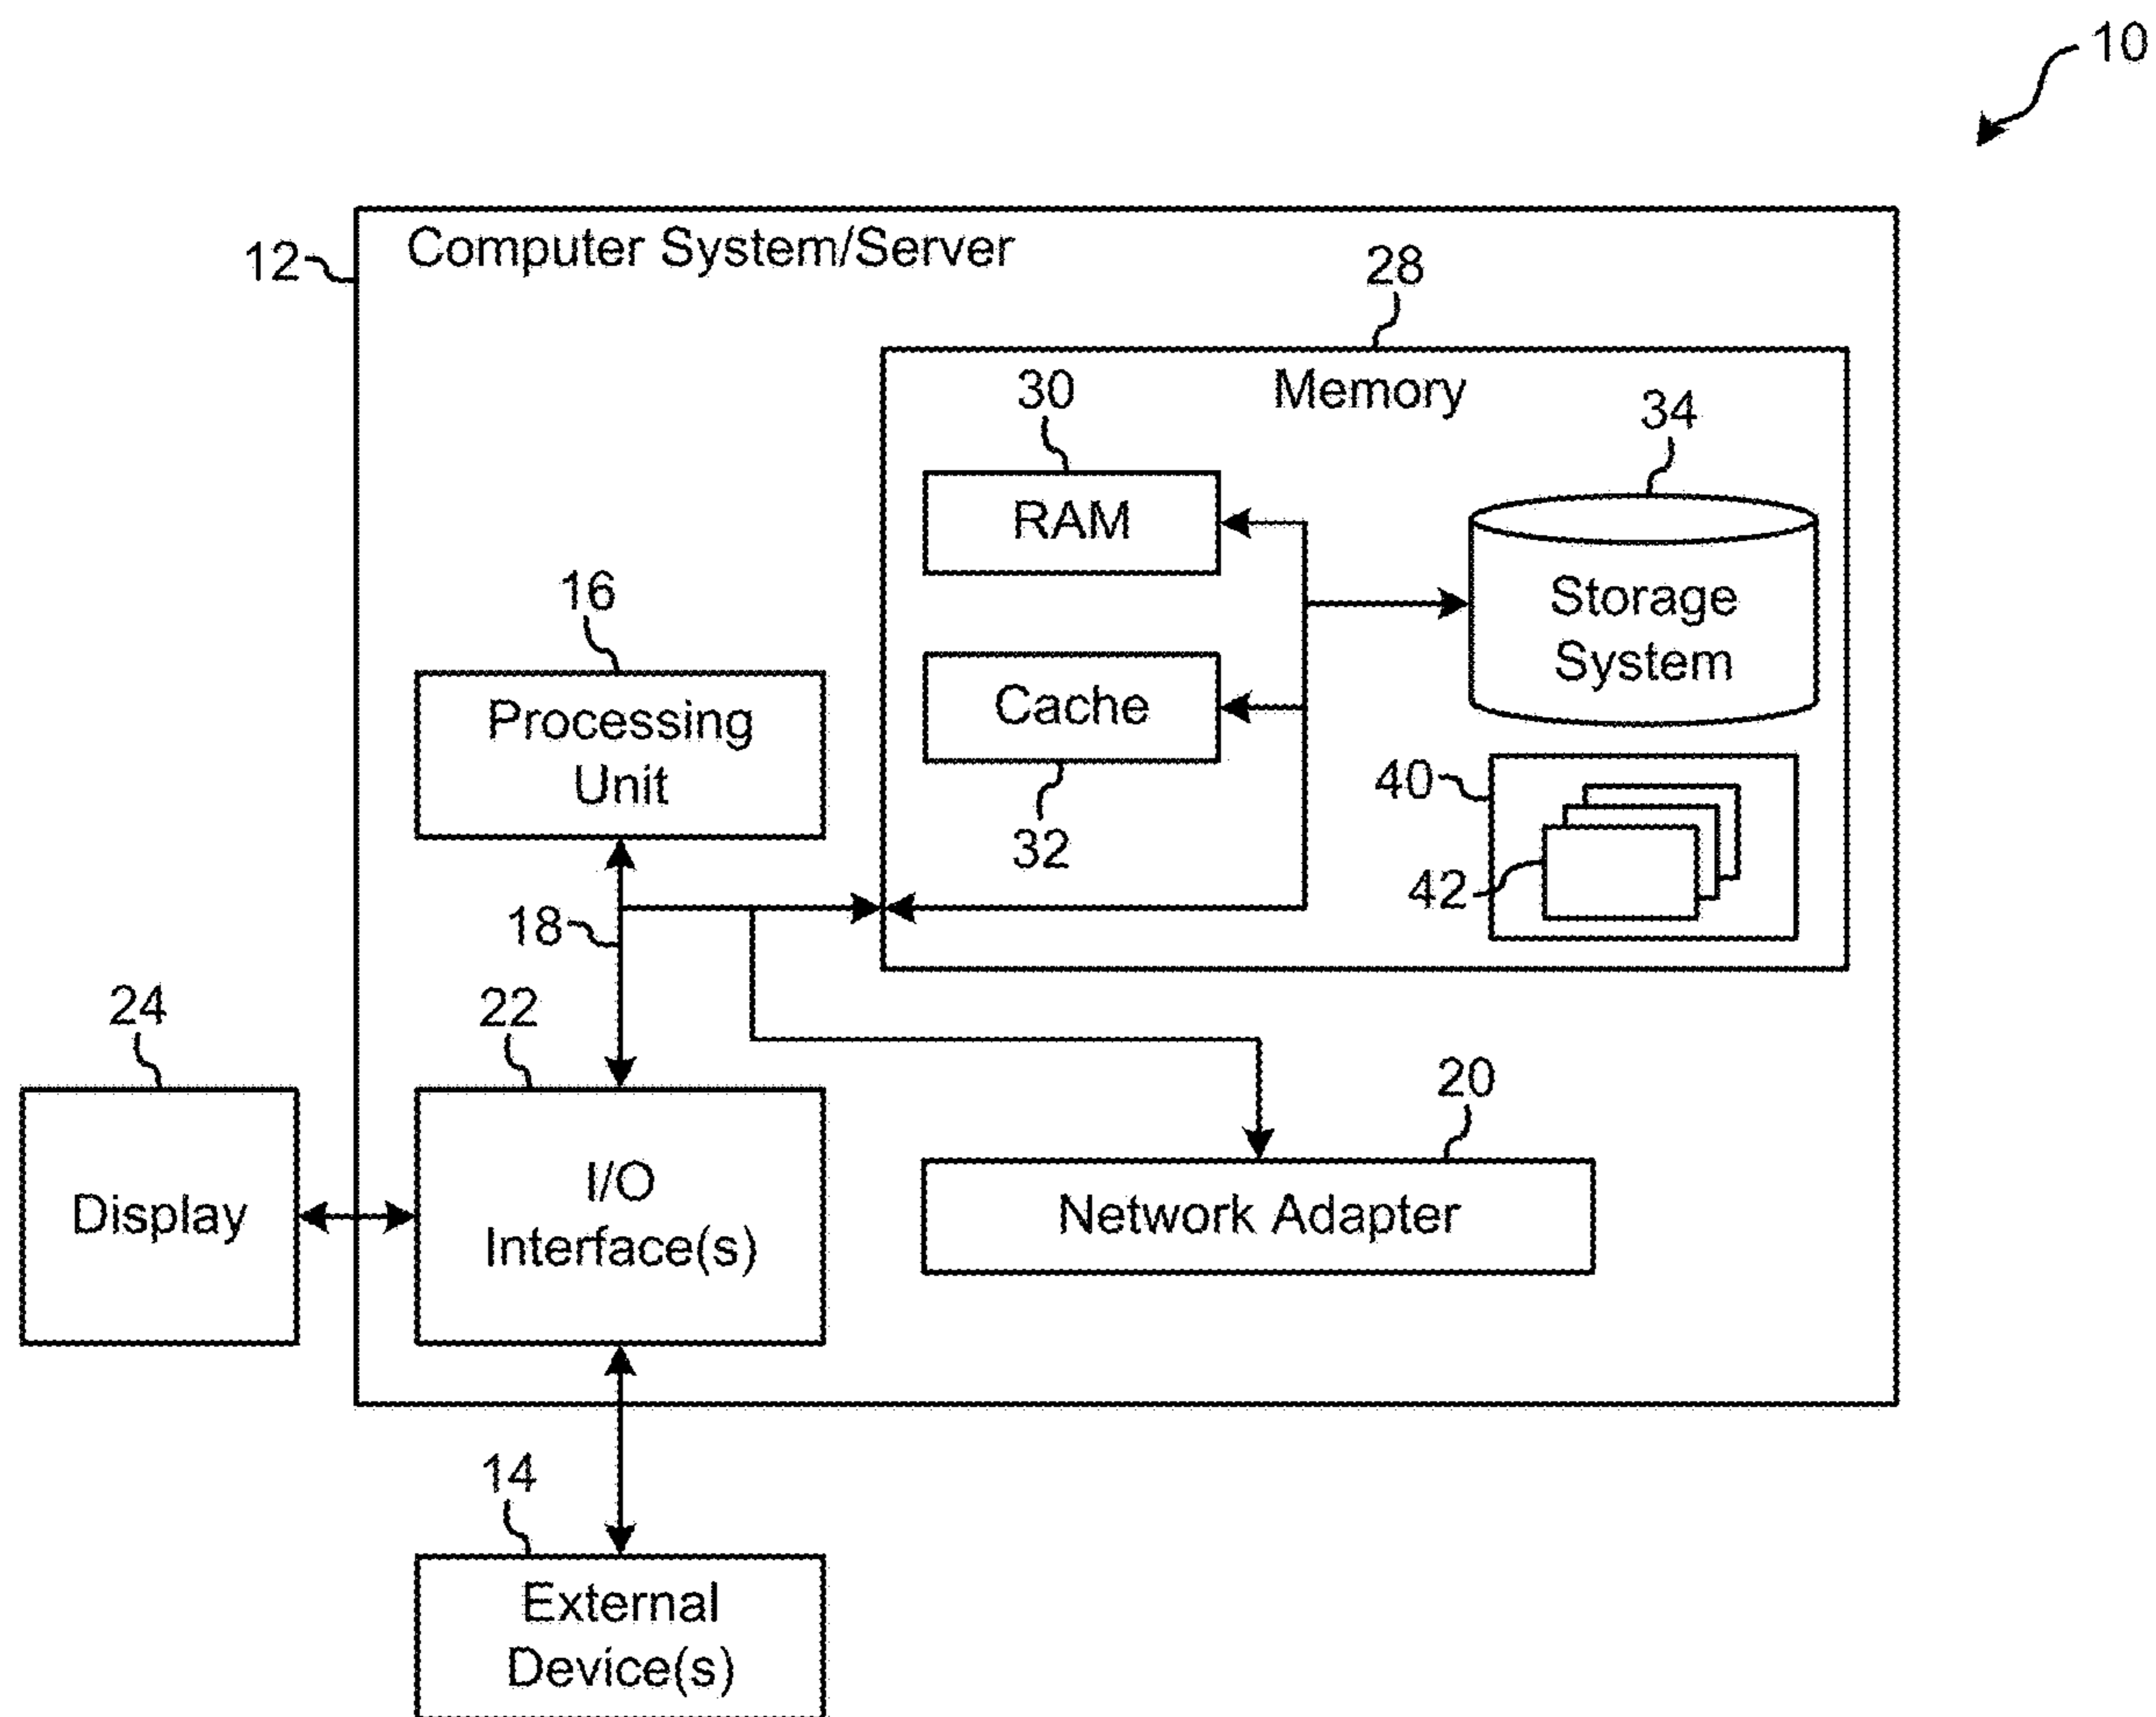 10
12
Computer System/Server
28
Memory
30
RAM
34
Storage
System
16
Processing
Unit
Cache
32
40
42
18
24
Display
22
I/O
Interface(s)
20
Network Adapter
14
External
Device(s)